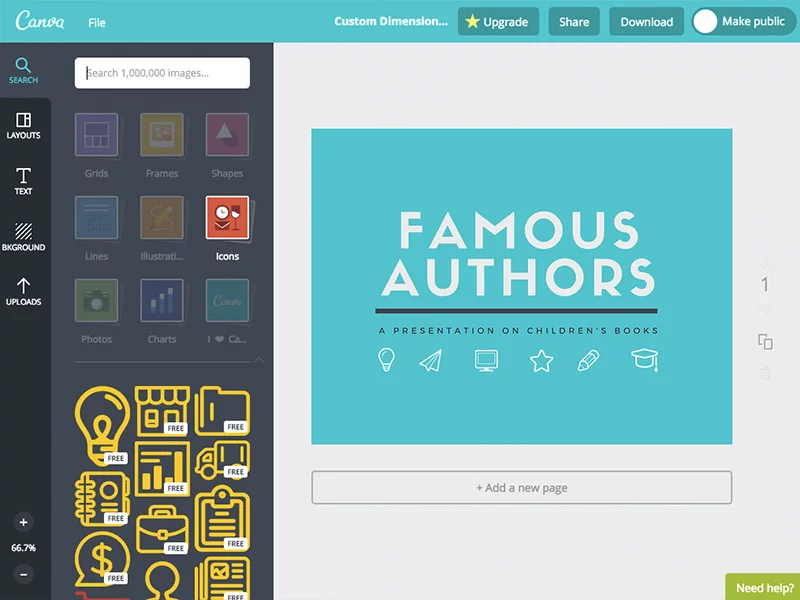 Canva
File
Custom Dimension...
Upgrade
Share
Download
Make public
SEARCH
LAYOUTS
TEXT
BKGROUND
UPLOADS
+
66.7%
−
Search 1,000,000 images...
Grids
Frames
Shapes
Lines
Illustrati...
Icons
Photos
Charts
Canva
I ❤ Ca...
FREE
FREE
FREE
FREE
FREE
FREE
FREE
FREE
FREE
FREE
FAMOUS
AUTHORS
A PRESENTATION ON CHILDREN'S BOOKS
1
+ Add a new page
Need help?